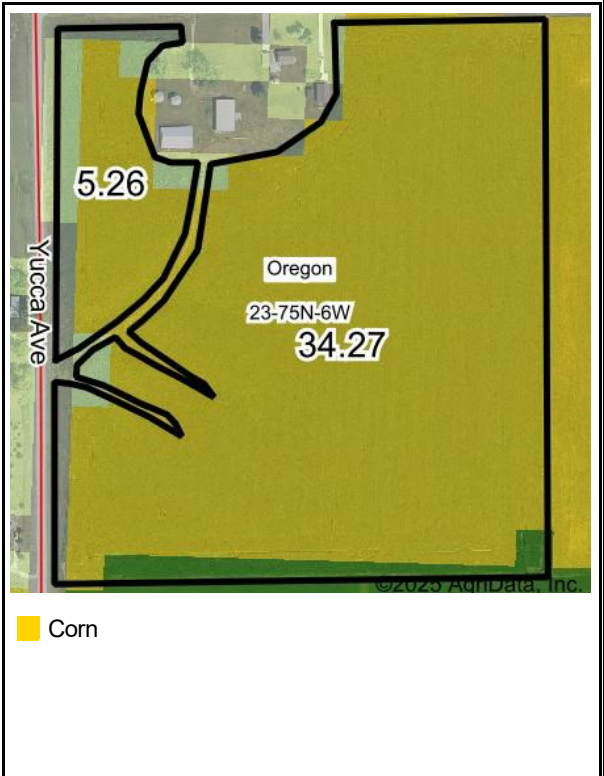 5.26
Yucca Ave
Oregon
23-75N-6W
34.27
©2025 AgriData, Inc.
Corn